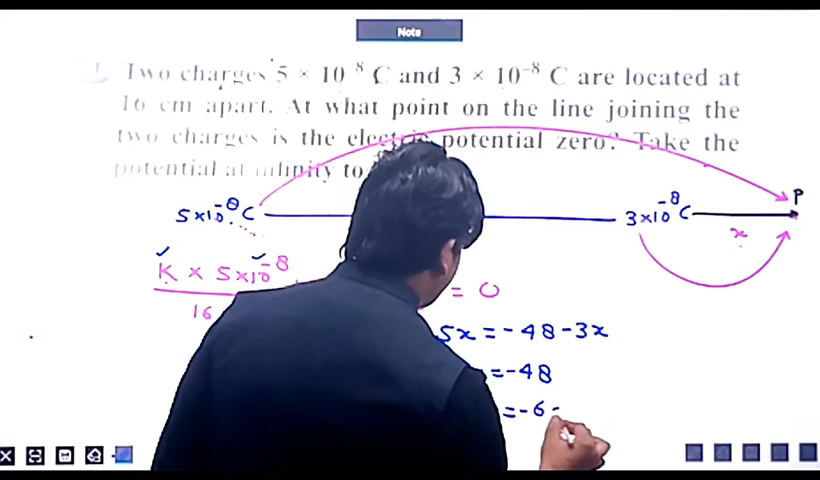 Note
Two charges 5 × 10⁻⁸ C and 3 × 10⁻⁸ C are located at
16 cm apart. At what point on the line joining the
two charges is the electric potential zero? Take the
potential at infinity to
P
5×10⁻⁸ C 3×10⁻⁸ C
x
K × 5×10⁻⁸
16
= 0
5x = -48 - 3x
= -48
= -6